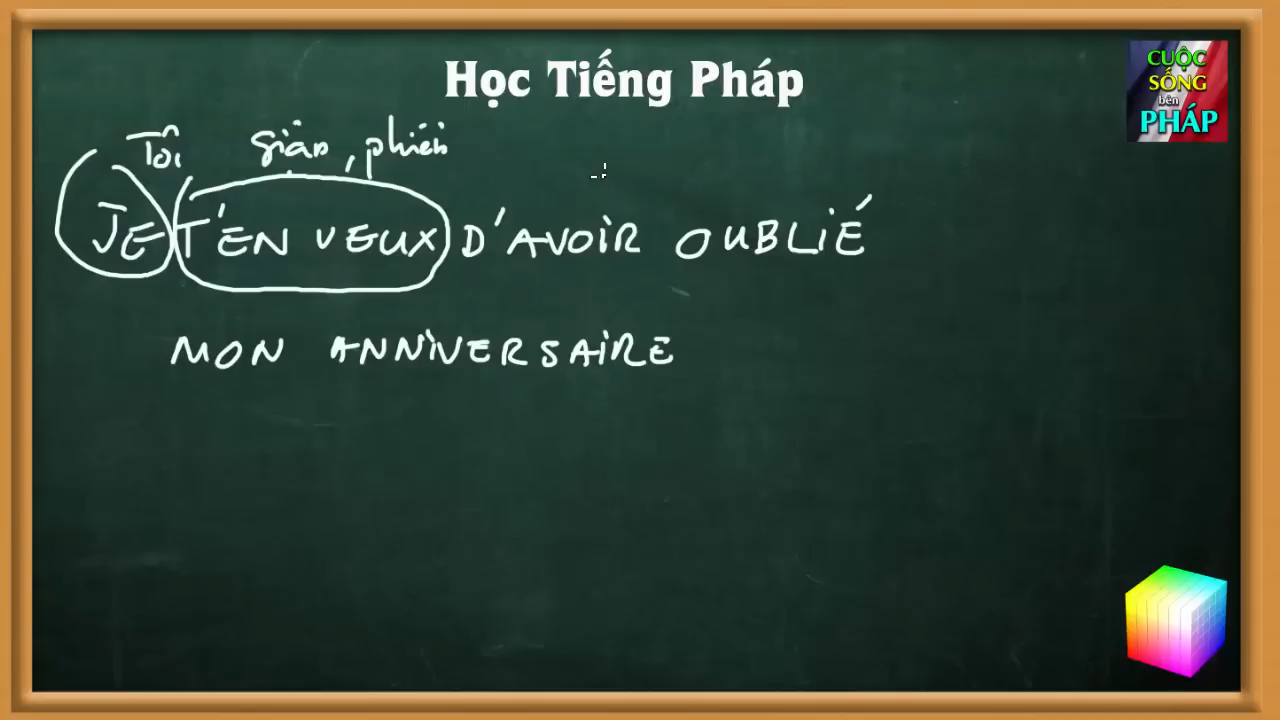 Học Tiếng Pháp
CUỘC
SỐNG
bên
PHÁP
Tôi giận, phiền
JE T'EN VEUX D'AVOIR OUBLIÉ
MON ANNIVERSAIRE